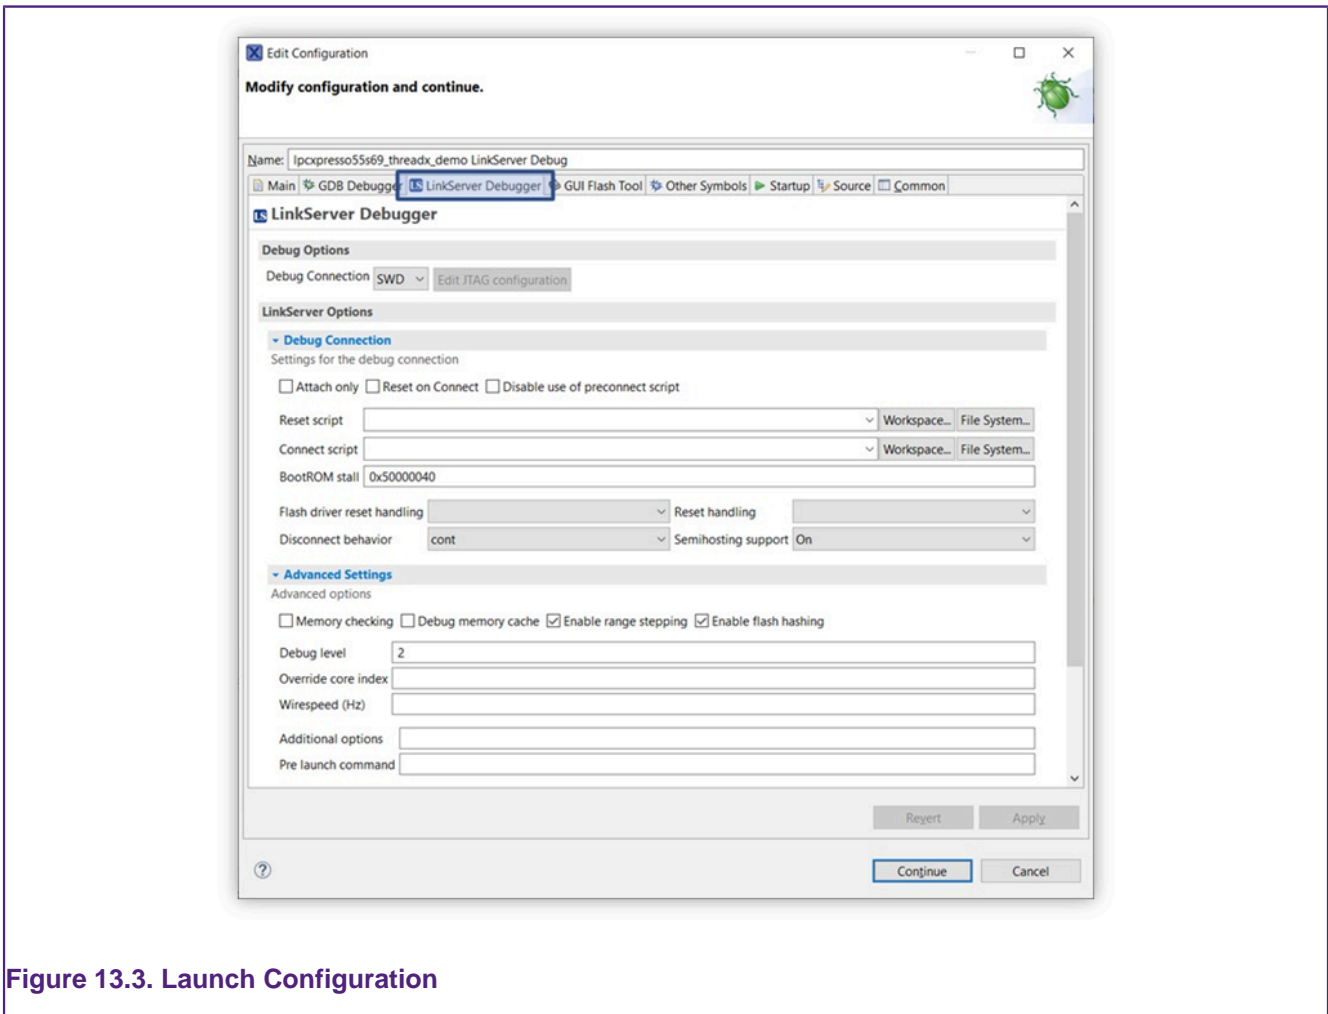 Edit Configuration
Modify configuration and continue.
Name: lpcxpresso55s69_threadx_demo LinkServer Debug
Main GDB Debugger LS LinkServer Debugger GUI Flash Tool Other Symbols Startup Source Common
LS LinkServer Debugger
Debug Options
Debug Connection SWD Edit JTAG configuration
LinkServer Options
Debug Connection
Settings for the debug connection
Attach only Reset on Connect Disable use of preconnect script
Reset script Workspace... File System...
Connect script Workspace... File System...
BootROM stall 0x50000040
Flash driver reset handling Reset handling
Disconnect behavior cont Semihosting support On
Advanced Settings
Advanced options
Memory checking Debug memory cache Enable range stepping Enable flash hashing
Debug level 2
Override core index
Wirespeed (Hz)
Additional options
Pre launch command
Revert Apply
? Continue Cancel
Figure 13.3. Launch Configuration